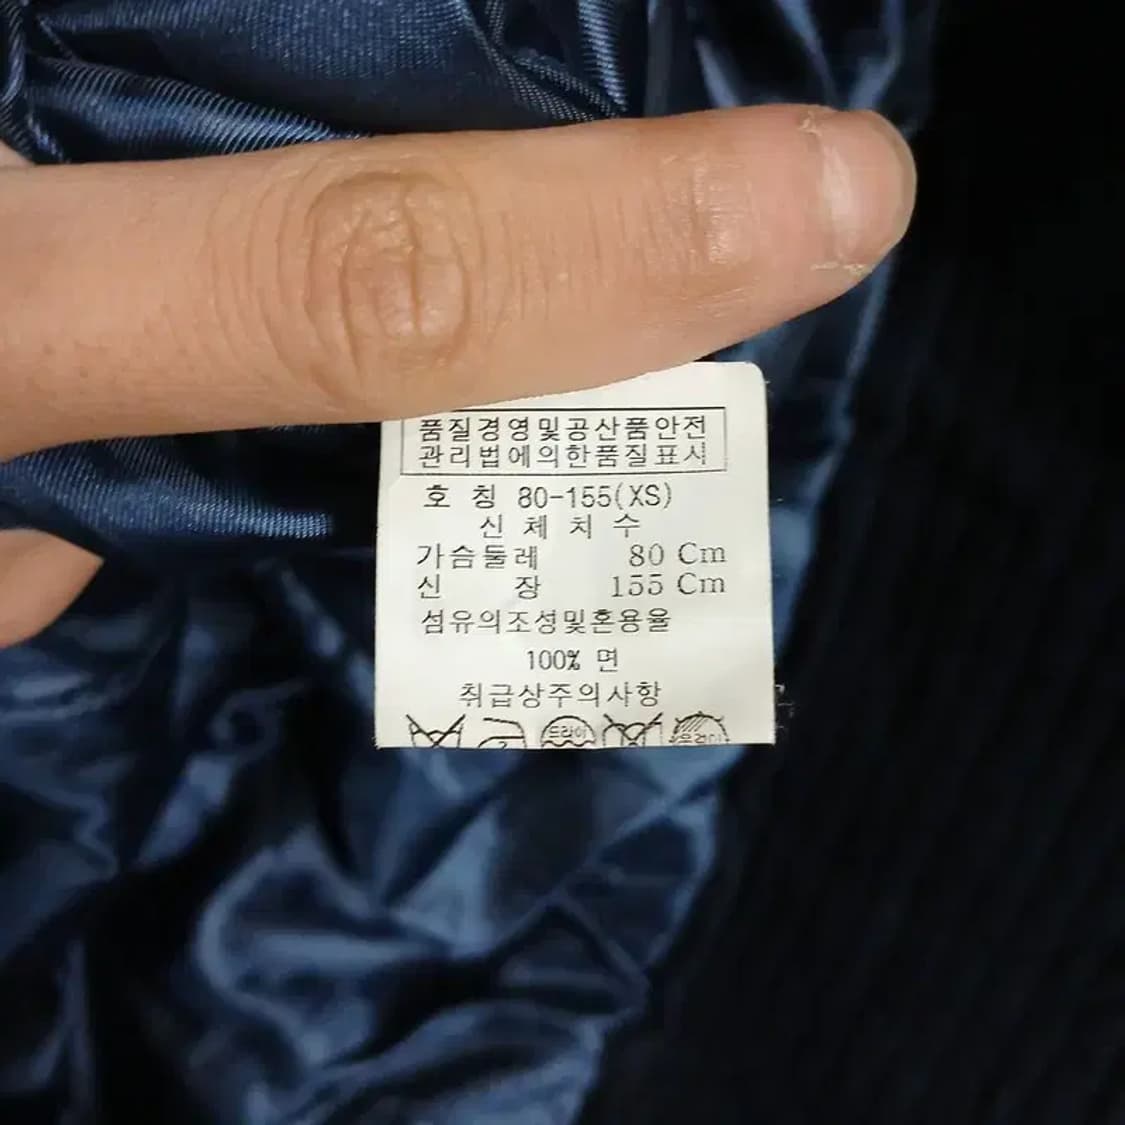 품질경영및공산품안전
관리법에의한품질표시
호 칭 80-155(XS)
신 체 치 수
가슴둘레 80 Cm
신 장 155 Cm
섬유의조성및혼용율
100% 면
취급상주의사항
드라이